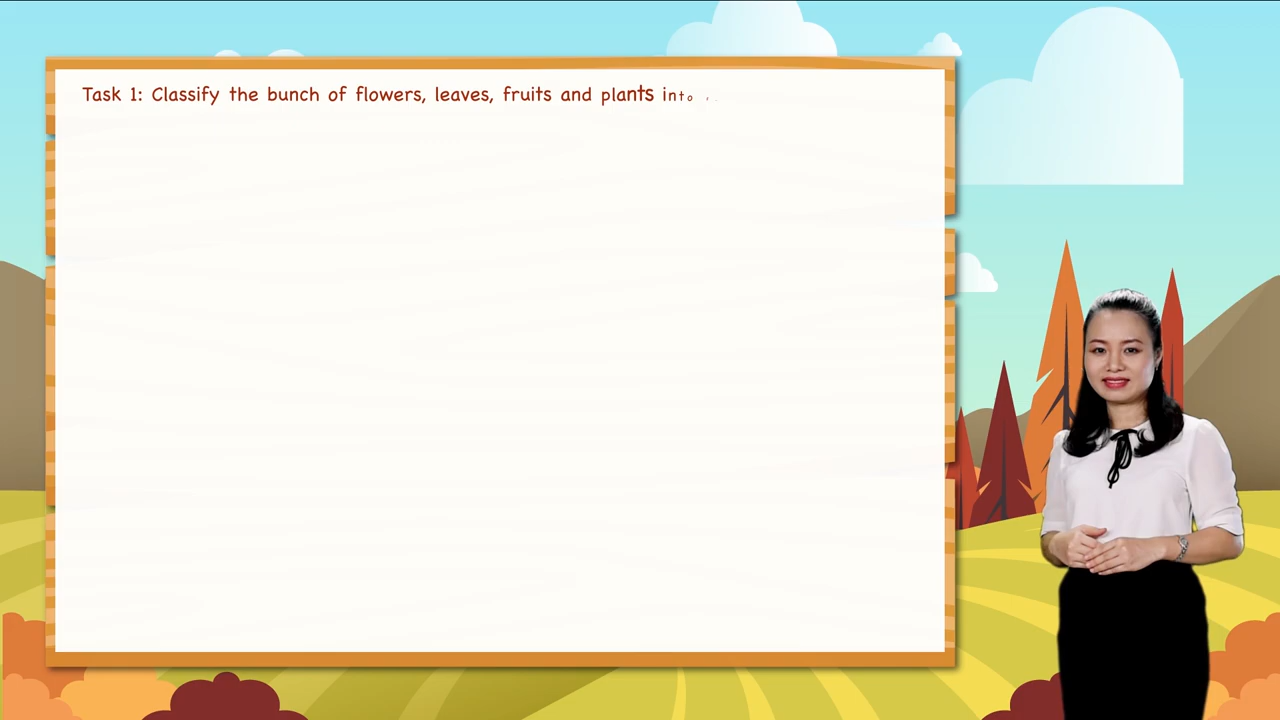 Task 1: Classify the bunch of flowers, leaves, fruits and plants into